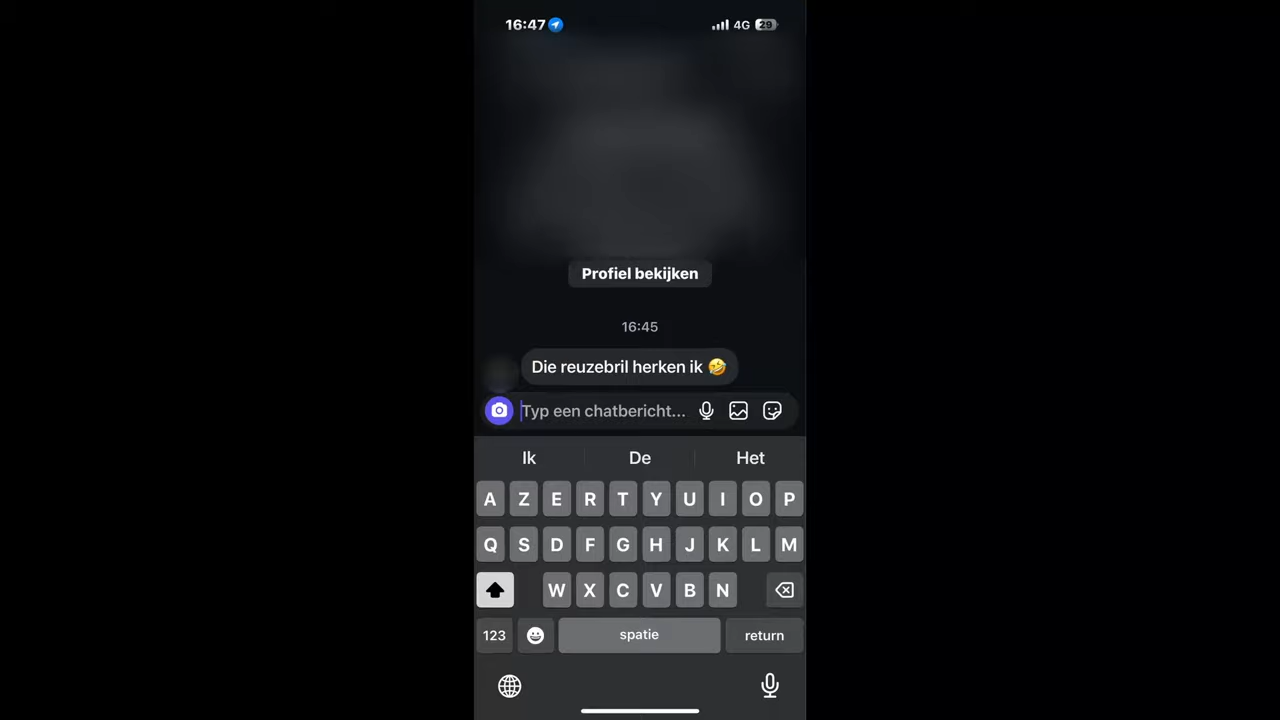 16:47 4G 29
Profiel bekijken
16:45
Die reuzebril herken ik 🤣
Typ een chatbericht...
Ik De Het
A Z E R T Y U I O P
Q S D F G H J K L M
W X C V B N
123 spatie return